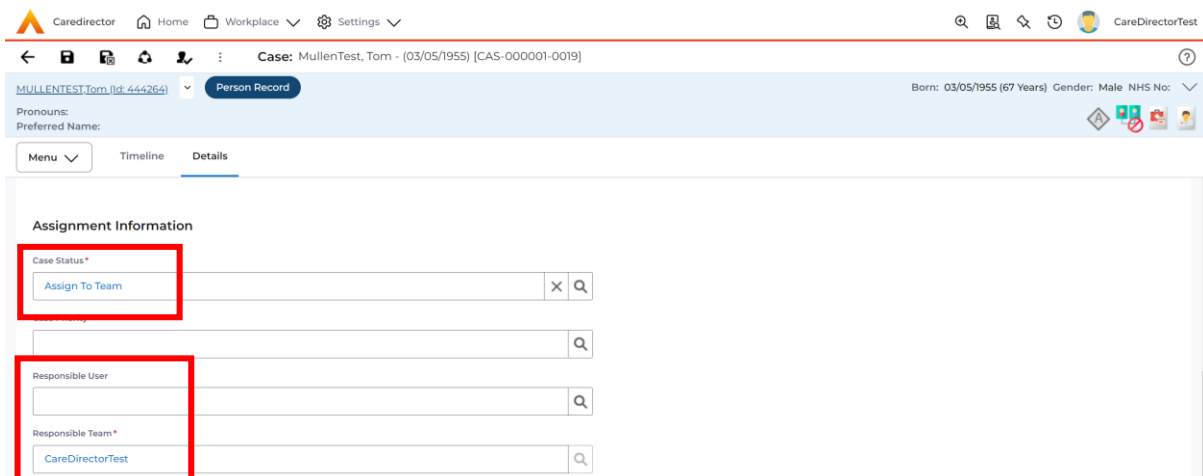 Caredirector Home Workplace Settings CareDirectorTest
Case: MullenTest, Tom - (03/05/1955) [CAS-000001-0019]
MULLENTEST,Tom (Id: 444264) Person Record Born: 03/05/1955 (67 Years) Gender: Male NHS No:
Pronouns:
Preferred Name:
Menu Timeline Details
Assignment Information
Case Status*
Assign To Team
Responsible User
Responsible Team*
CareDirectorTest